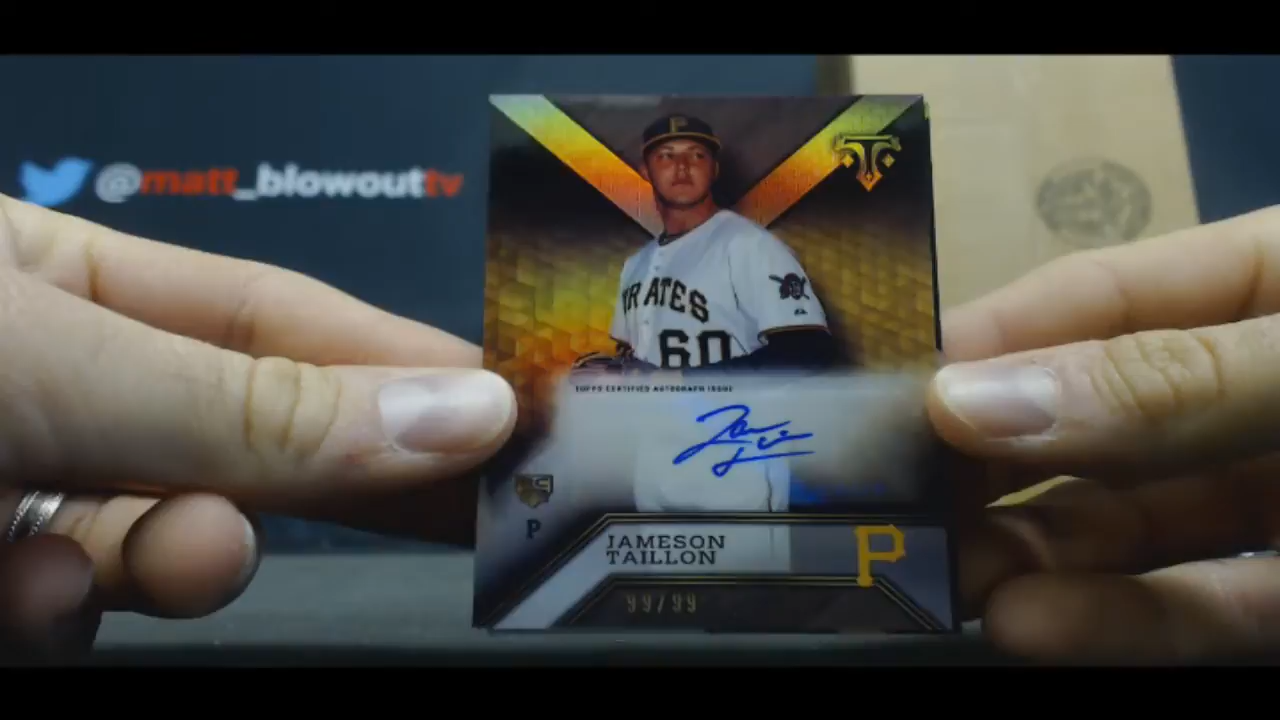 @matt_blowouttv
P
PIRATES
60
TOPPS CERTIFIED AUTOGRAPH ISSUE
P
JAMESON
TAILLON
P
99/99